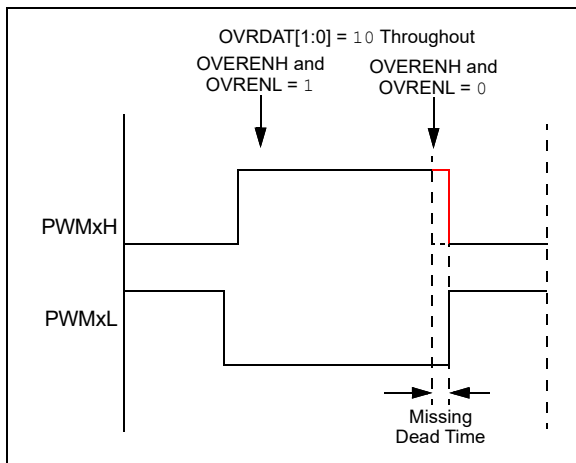 OVRDAT[1:0] = 10 Throughout
OVERENH and
OVRENL = 1
OVERENH and
OVRENL = 0
PWMxH
PWMxL
Missing
Dead Time